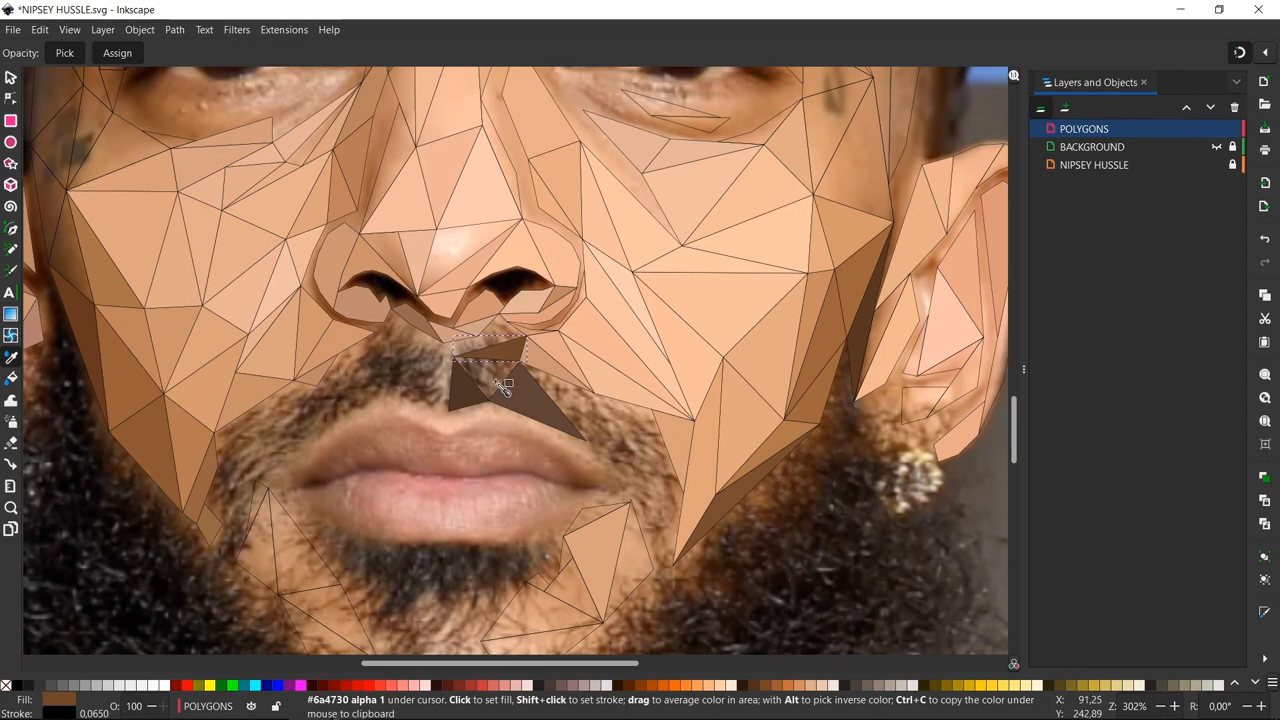 *NIPSEY HUSSLE.svg - Inkscape
File Edit View Layer Object Path Text Filters Extensions Help
Opacity: Pick Assign
Layers and Objects
POLYGONS
BACKGROUND
NIPSEY HUSSLE
Fill:
Stroke: 0,0650
O: 100
POLYGONS
#6a4730 alpha 1 under cursor. Click to set fill, Shift+click to set stroke; drag to average color in area; with Alt to pick inverse color; Ctrl+C to copy the color under
mouse to clipboard
X: 91,25
Y: 242,89
Z: 302%
R: 0,00°